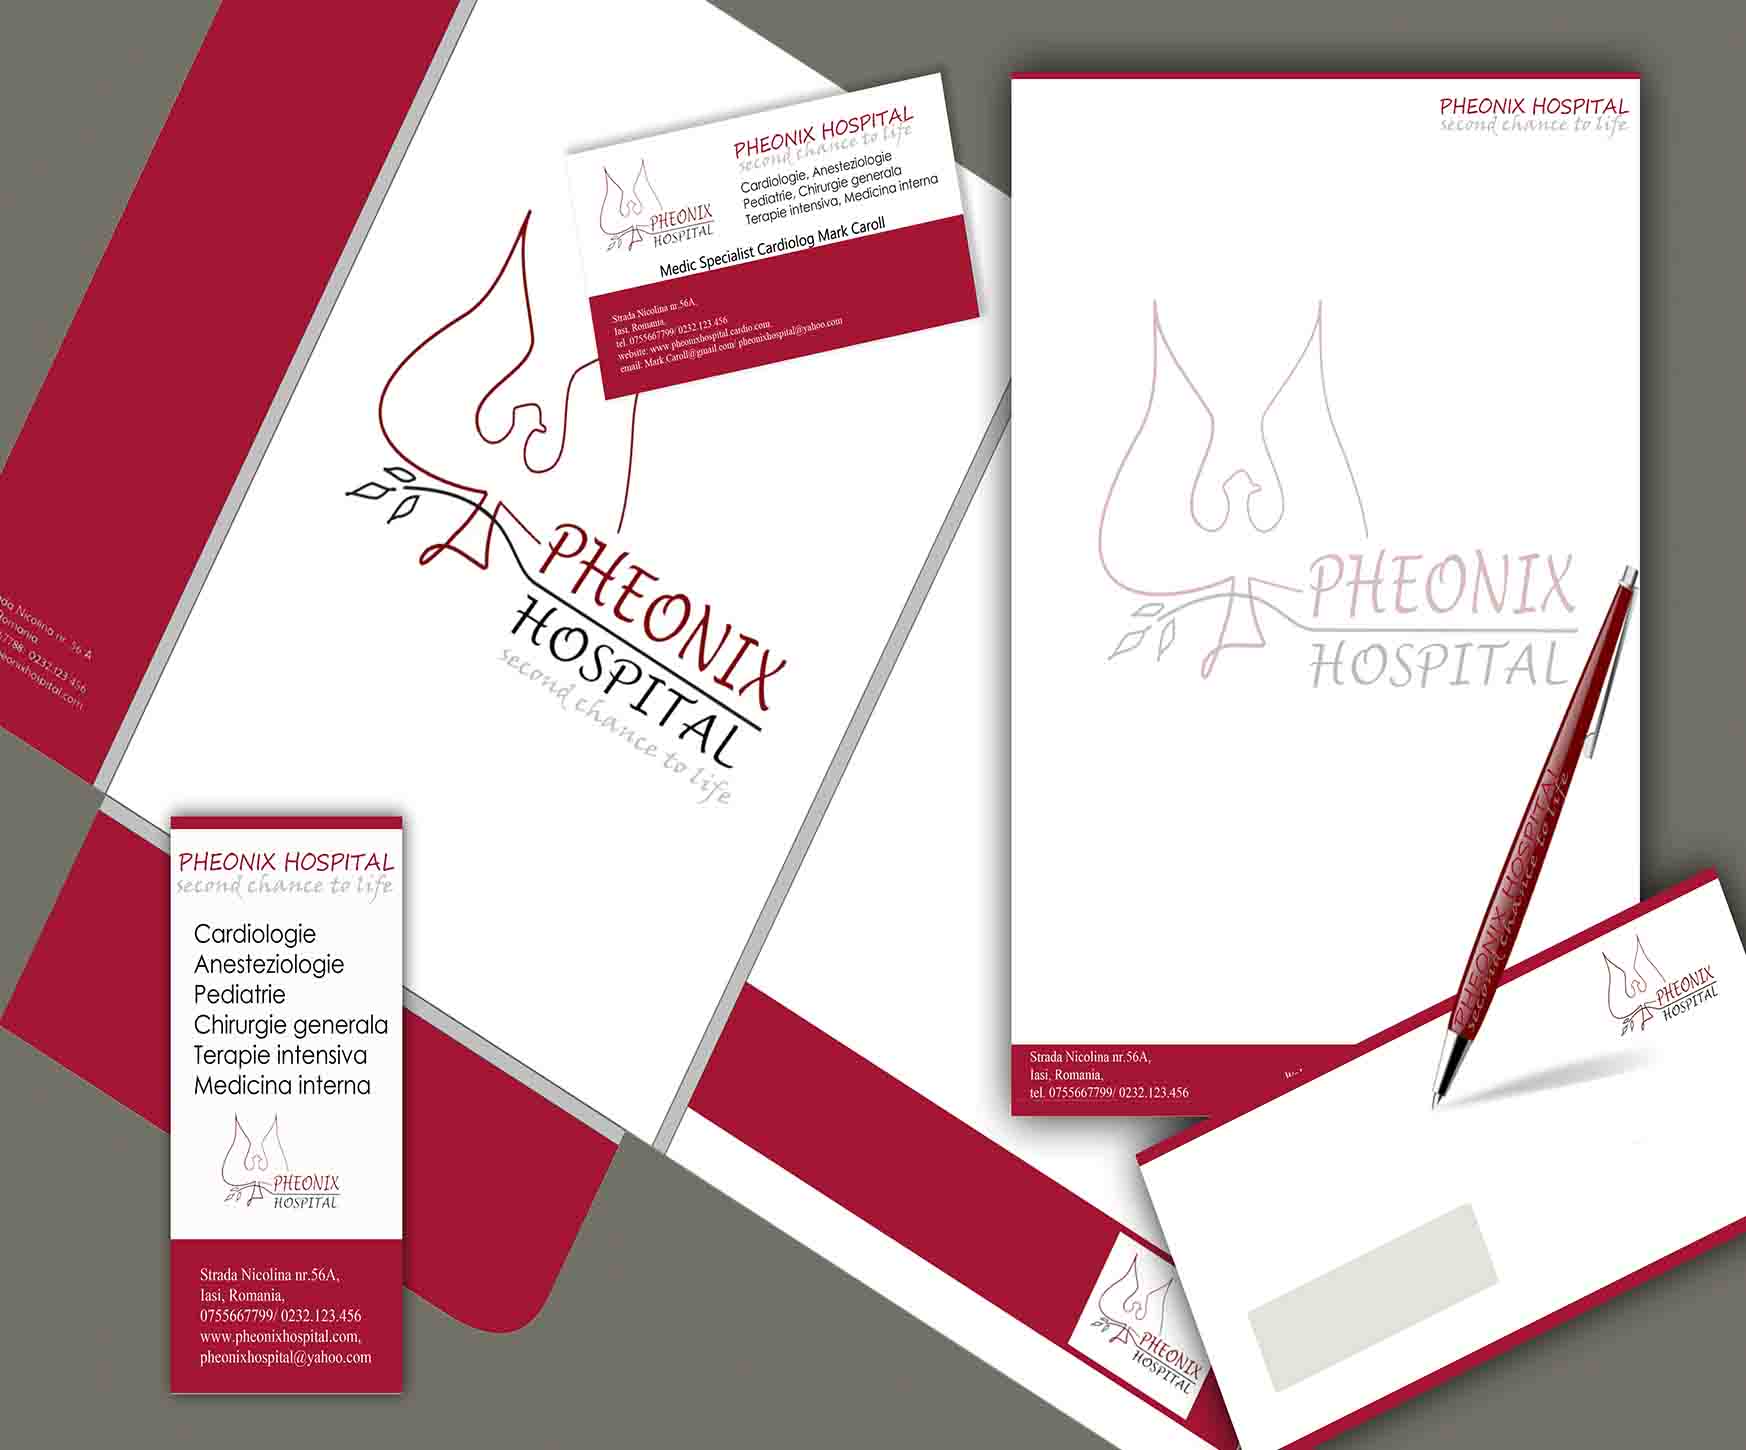 PHEONIX HOSPITAL
second chance to life
Cardiologie, Anesteziologie
Pediatrie, Chirurgie generala
Terapie intensiva, Medicina interna
PHEONIX
HOSPITAL
Medic Specialist Cardiolog Mark Caroll
Strada Nicolina nr.56A,
Iasi, Romania,
tel. 0755667799/ 0232.123.456
website: www.pheonixhospital.cardio.com,
email: Mark.Caroll@gmail.com/ pheonixhospital@yahoo.com
PHEONIX HOSPITAL
second chance to life
PHEONIX
HOSPITAL
Strada Nicolina nr.56A,
Iasi, Romania,
tel. 0755667799/ 0232.123.456
PHEONIX
HOSPITAL
second chance to life
Nicolina nr. 56 A
0232.123.456
PHEONIX HOSPITAL
second chance to life
PHEONIX
HOSPITAL
PHEONIX HOSPITAL
second chance to life
Cardiologie
Anesteziologie
Pediatrie
Chirurgie generala
Terapie intensiva
Medicina interna
PHEONIX
HOSPITAL
Strada Nicolina nr.56A,
Iasi, Romania,
0755667799/ 0232.123.456
www.pheonixhospital.com,
pheonixhospital@yahoo.com
PHEONIX
HOSPITAL